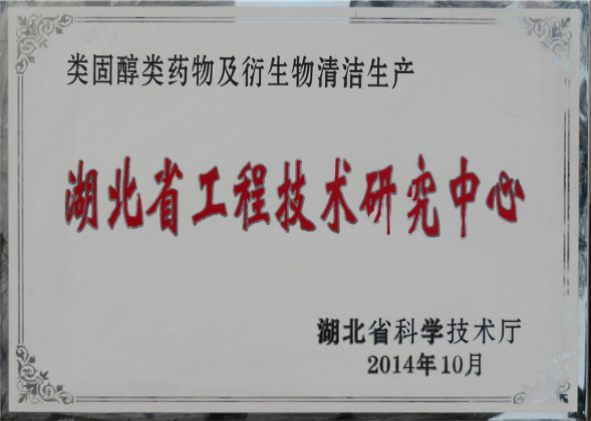 类固醇类药物及衍生物清洁生产
湖北省工程技术研究中心
湖北省科学技术厅
2014年10月